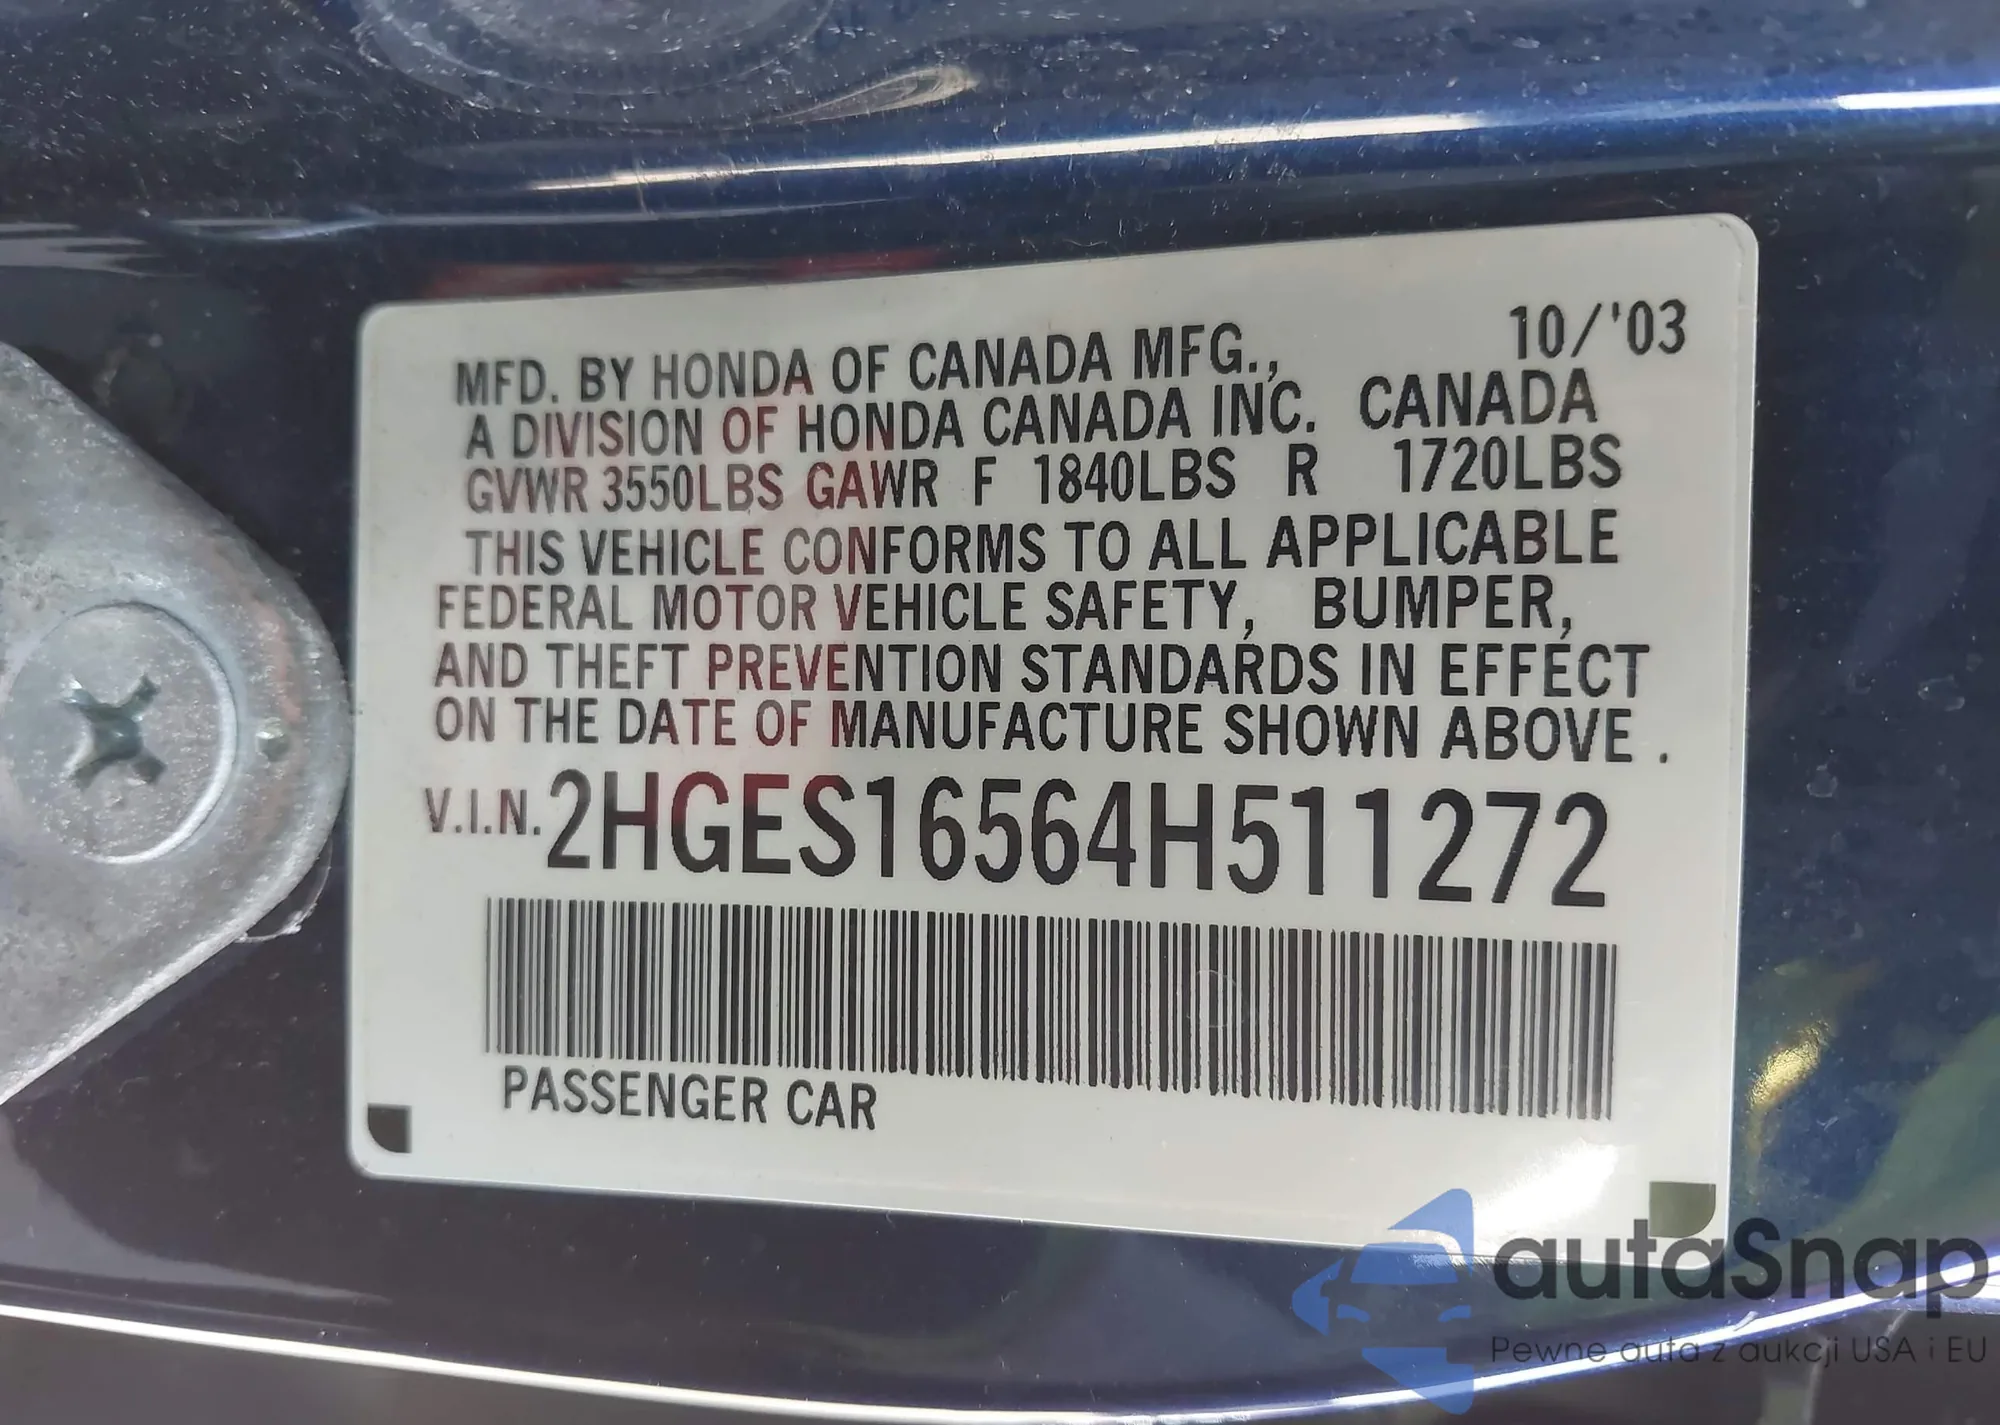 10/'03
MFD. BY HONDA OF CANADA MFG.,
A DIVISION OF HONDA CANADA INC. CANADA
GVWR 3550LBS GAWR F 1840LBS R 1720LBS
THIS VEHICLE CONFORMS TO ALL APPLICABLE
FEDERAL MOTOR VEHICLE SAFETY, BUMPER,
AND THEFT PREVENTION STANDARDS IN EFFECT
ON THE DATE OF MANUFACTURE SHOWN ABOVE.
V.I.N. 2HGES16564H511272
PASSENGER CAR
autaSnap
Pewne auta z aukcji USA i EU